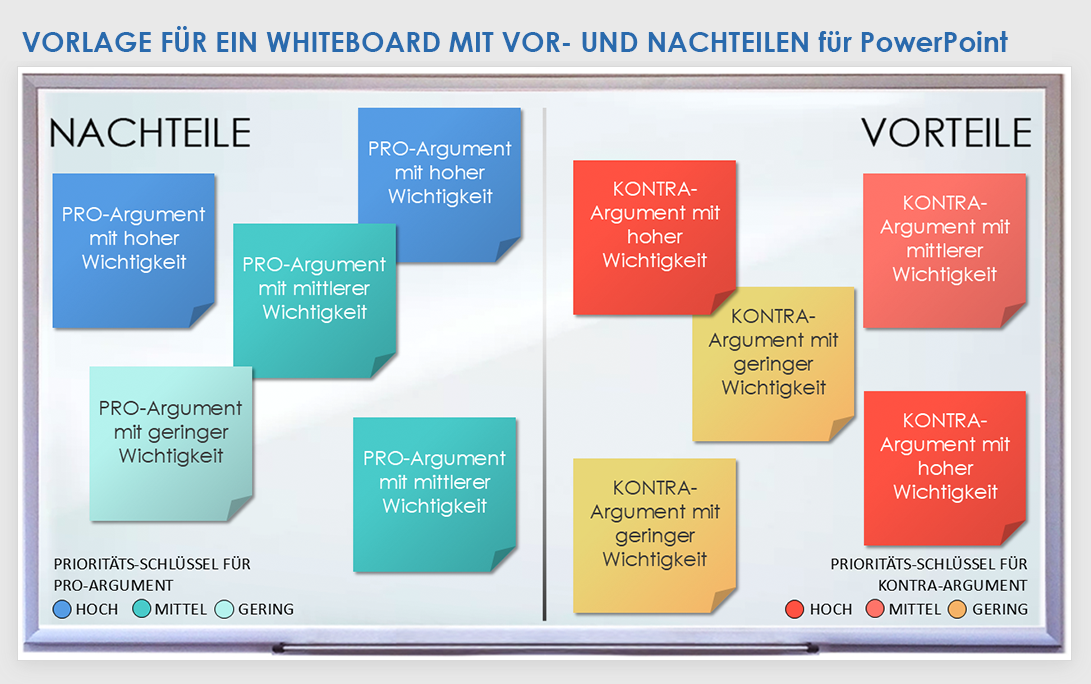 VORLAGE FÜR EIN WHITEBOARD MIT VOR- UND NACHTEILEN für PowerPoint
NACHTEILE
PRO-Argument
mit hoher
Wichtigkeit
PRO-Argument
mit hoher
Wichtigkeit
PRO-Argument
mit mittlerer
Wichtigkeit
PRO-Argument
mit geringer
Wichtigkeit
PRO-Argument
mit mittlerer
Wichtigkeit
PRIORITÄTS-SCHLÜSSEL FÜR
PRO-ARGUMENT
HOCH MITTEL GERING
VORTEILE
KONTRA-
Argument mit
hoher
Wichtigkeit
KONTRA-
Argument mit
mittlerer
Wichtigkeit
KONTRA-
Argument mit
geringer
Wichtigkeit
KONTRA-
Argument mit
hoher
Wichtigkeit
KONTRA-
Argument mit
geringer
Wichtigkeit
PRIORITÄTS-SCHLÜSSEL FÜR
KONTRA-ARGUMENT
HOCH MITTEL GERING